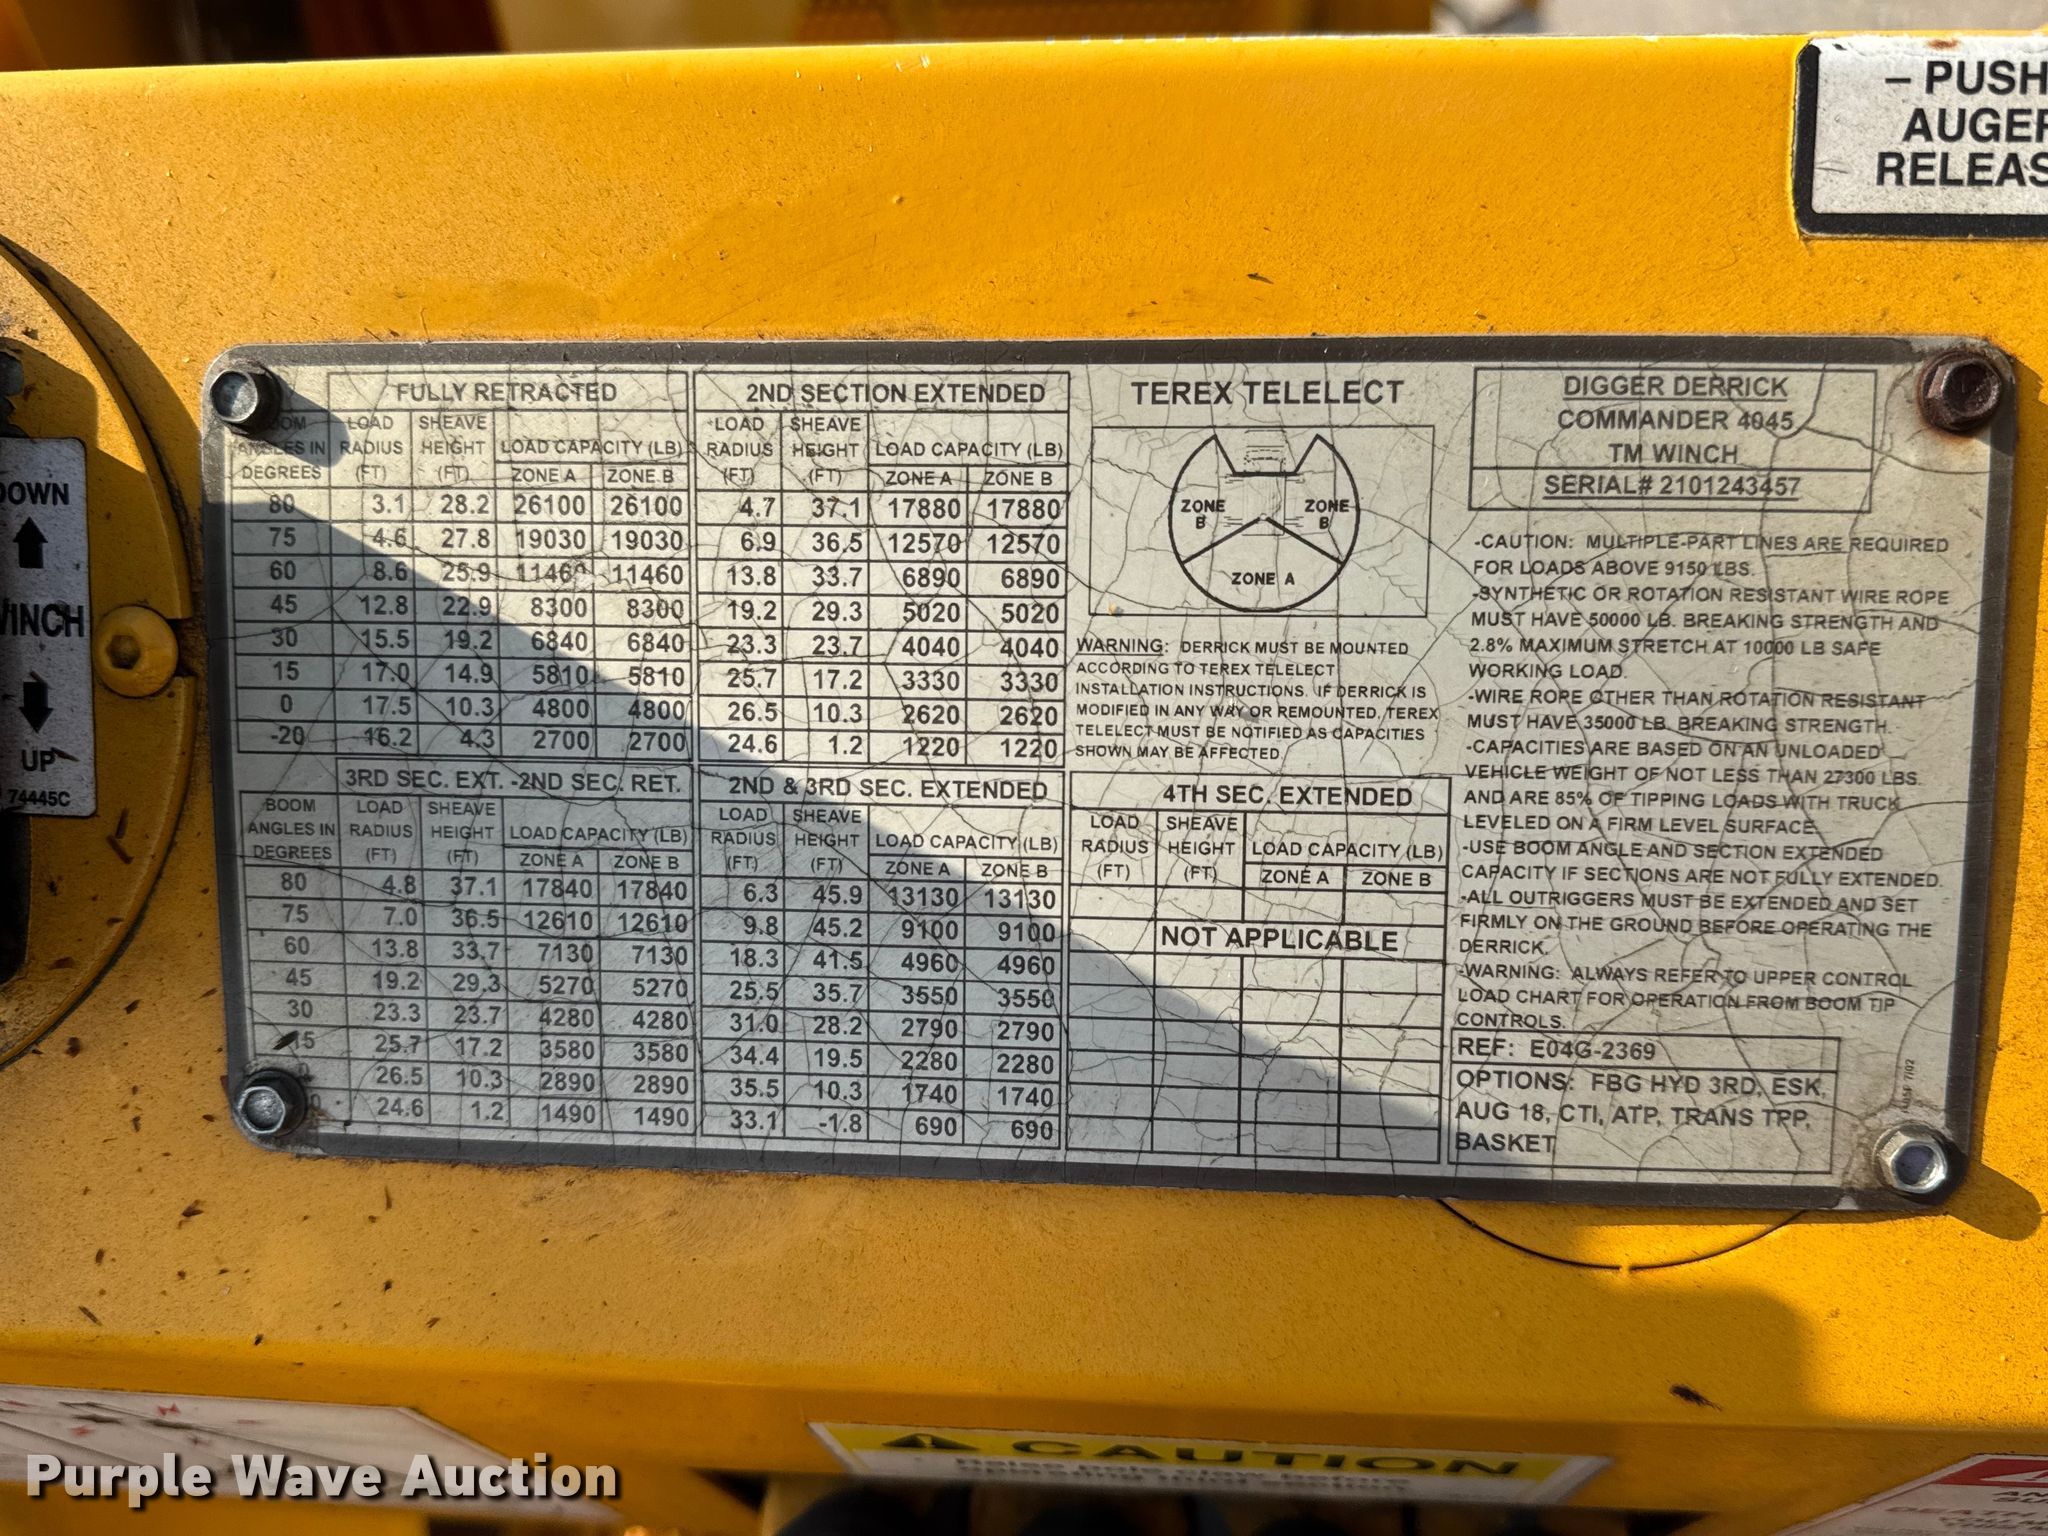 – PUSH
AUGER
RELEAS
DOWN
WINCH
UP
74445C
FULLY RETRACTED
BOOM ANGLES IN DEGREES LOAD RADIUS (FT) SHEAVE HEIGHT (FT) LOAD CAPACITY (LB)
ZONE A ZONE B
80 3.1 28.2 26100 26100
75 4.6 27.8 19030 19030
60 8.6 25.9 11460 11460
45 12.8 22.9 8300 8300
30 15.5 19.2 6840 6840
15 17.0 14.9 5810 5810
0 17.5 10.3 4800 4800
-20 16.2 4.3 2700 2700
2ND SECTION EXTENDED
LOAD RADIUS (FT) SHEAVE HEIGHT (FT) LOAD CAPACITY (LB)
ZONE A ZONE B
4.7 37.1 17880 17880
6.9 36.5 12570 12570
13.8 33.7 6890 6890
19.2 29.3 5020 5020
23.3 23.7 4040 4040
25.7 17.2 3330 3330
26.5 10.3 2620 2620
24.6 1.2 1220 1220
3RD SEC. EXT. -2ND SEC. RET.
BOOM ANGLES IN DEGREES LOAD RADIUS (FT) SHEAVE HEIGHT (FT) LOAD CAPACITY (LB)
ZONE A ZONE B
80 4.8 37.1 17840 17840
75 7.0 36.5 12610 12610
60 13.8 33.7 7130 7130
45 19.2 29.3 5270 5270
30 23.3 23.7 4280 4280
15 25.7 17.2 3580 3580
0 26.5 10.3 2890 2890
24.6 1.2 1490 1490
2ND & 3RD SEC. EXTENDED
LOAD RADIUS (FT) SHEAVE HEIGHT (FT) LOAD CAPACITY (LB)
ZONE A ZONE B
6.3 45.9 13130 13130
9.8 45.2 9100 9100
18.3 41.5 4960 4960
25.5 35.7 3550 3550
31.0 28.2 2790 2790
34.4 19.5 2280 2280
35.5 10.3 1740 1740
33.1 -1.8 690 690
TEREX TELELECT
ZONE B
ZONE B
ZONE A
WARNING: DERRICK MUST BE MOUNTED
ACCORDING TO TEREX TELELECT
INSTALLATION INSTRUCTIONS. IF DERRICK IS
MODIFIED IN ANY WAY OR REMOUNTED, TEREX
TELELECT MUST BE NOTIFIED AS CAPACITIES
SHOWN MAY BE AFFECTED.
4TH SEC. EXTENDED
LOAD RADIUS (FT) SHEAVE HEIGHT (FT) LOAD CAPACITY (LB)
ZONE A ZONE B
NOT APPLICABLE
DIGGER DERRICK
COMMANDER 4045
TM WINCH
SERIAL# 2101243457
-CAUTION: MULTIPLE-PART LINES ARE REQUIRED
FOR LOADS ABOVE 9150 LBS.
-SYNTHETIC OR ROTATION RESISTANT WIRE ROPE
MUST HAVE 50000 LB. BREAKING STRENGTH AND
2.8% MAXIMUM STRETCH AT 10000 LB SAFE
WORKING LOAD.
-WIRE ROPE OTHER THAN ROTATION RESISTANT
MUST HAVE 35000 LB. BREAKING STRENGTH.
-CAPACITIES ARE BASED ON AN UNLOADED
VEHICLE WEIGHT OF NOT LESS THAN 27300 LBS.
AND ARE 85% OF TIPPING LOADS WITH TRUCK
LEVELED ON A FIRM LEVEL SURFACE.
-USE BOOM ANGLE AND SECTION EXTENDED
CAPACITY IF SECTIONS ARE NOT FULLY EXTENDED.
-ALL OUTRIGGERS MUST BE EXTENDED AND SET
FIRMLY ON THE GROUND BEFORE OPERATING THE
DERRICK.
-WARNING: ALWAYS REFER TO UPPER CONTROL
LOAD CHART FOR OPERATION FROM BOOM TIP
CONTROLS.
REF: E04G-2369
OPTIONS: FBG HYD 3RD, ESK,
AUG 18, CTI, ATP, TRANS TPP,
BASKET
CAUTION
Purple Wave Auction